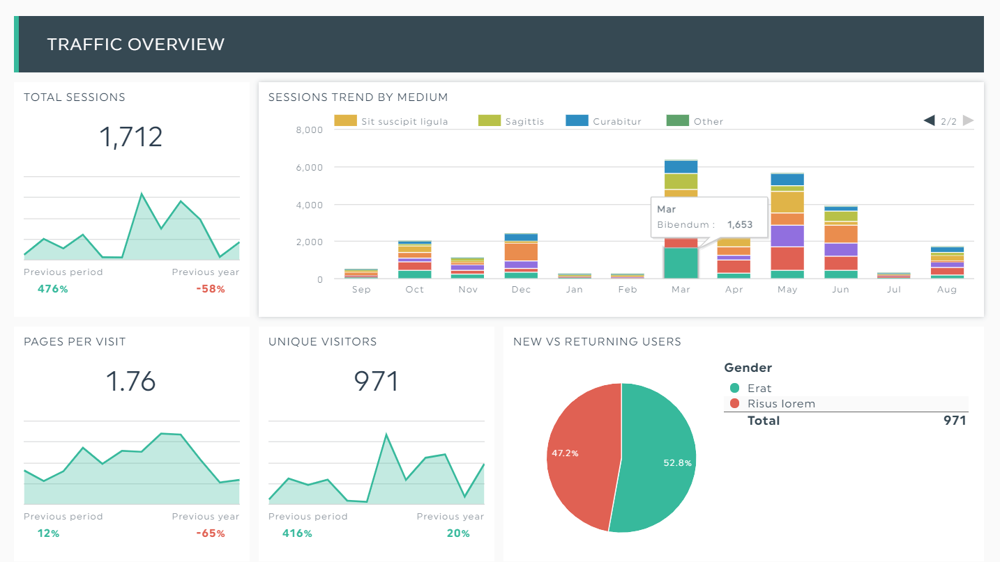 TRAFFIC OVERVIEW
TOTAL SESSIONS
1,712
Previous period Previous year
476% -58%
SESSIONS TREND BY MEDIUM
Sit suscipit ligula Sagittis Curabitur Other 2/2
8,000
6,000
4,000
2,000
0
Mar
Bibendum : 1,653
Sep Oct Nov Dec Jan Feb Mar Apr May Jun Jul Aug
PAGES PER VISIT
1.76
Previous period Previous year
12% -65%
UNIQUE VISITORS
971
Previous period Previous year
416% 20%
NEW VS RETURNING USERS
47.2%
52.8%
Gender
Erat
Risus lorem
Total 971